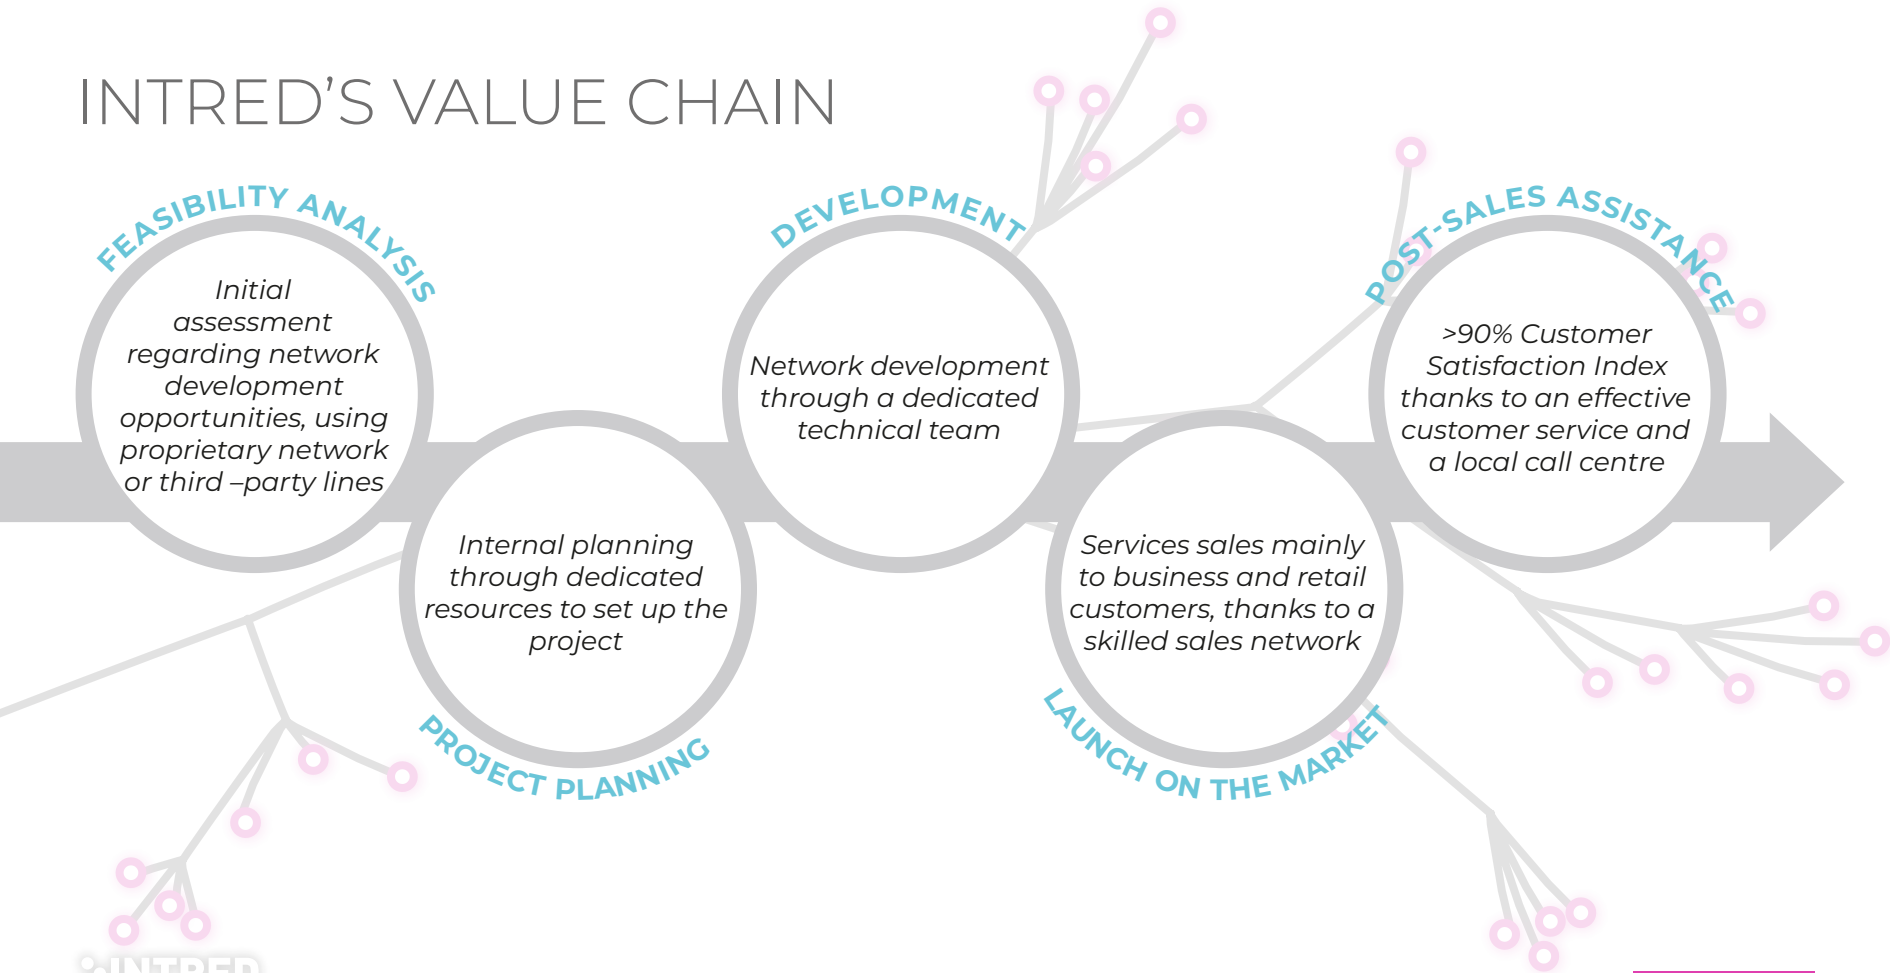 INTRED’S VALUE CHAIN
FEASIBILITY ANALYSIS
Initial
assessment
regarding network
development
opportunities, using
proprietary network
or third –party lines
PROJECT PLANNING
Internal planning
through dedicated
resources to set up the
project
DEVELOPMENT
Network development
through a dedicated
technical team
LAUNCH ON THE MARKET
Services sales mainly
to business and retail
customers, thanks to a
skilled sales network
POST-SALES ASSISTANCE
>90% Customer
Satisfaction Index
thanks to an effective
customer service and
a local call centre
INTRED